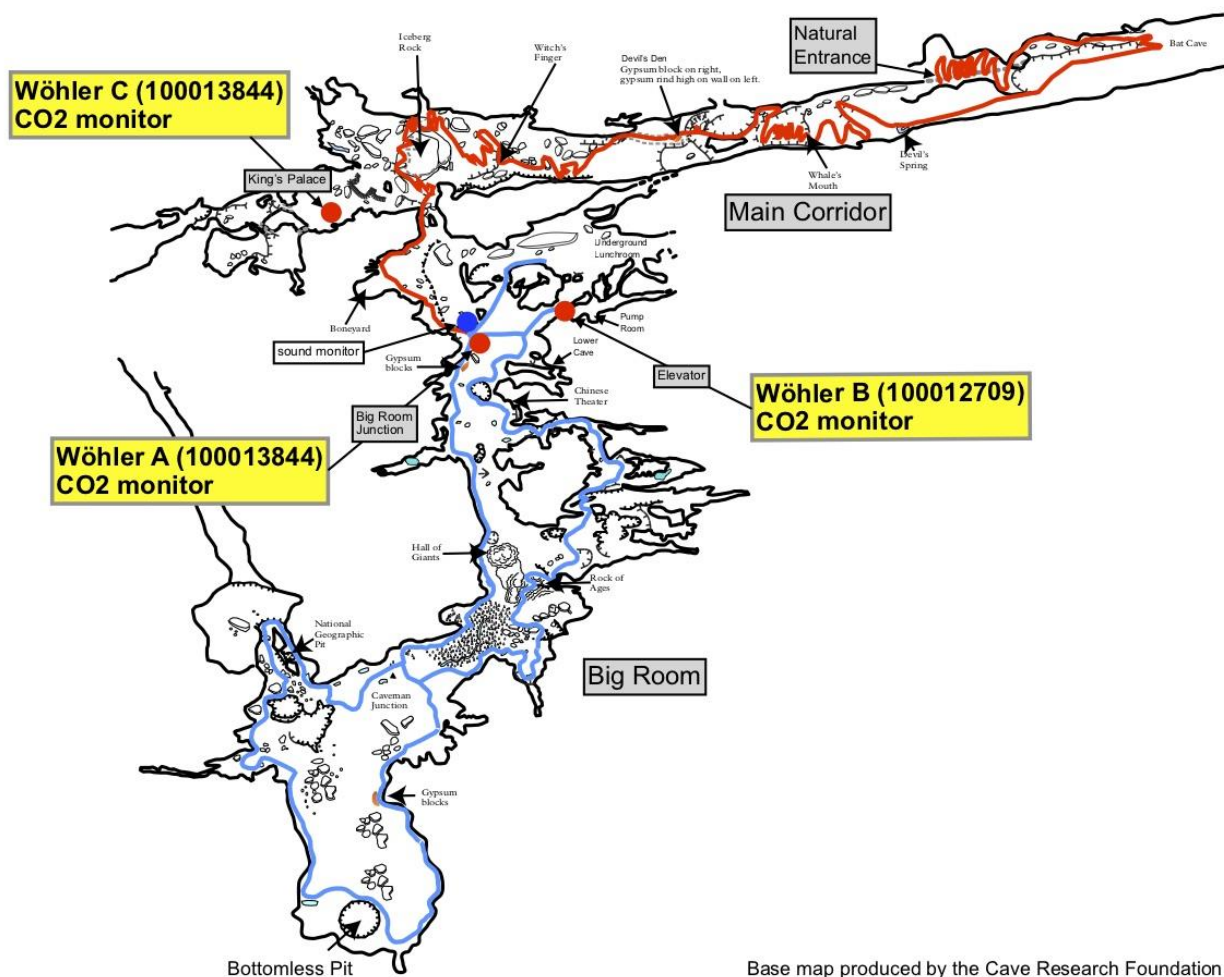 Iceberg
Rock
Witch's
Finger
Devil's Den
Gypsum block on right,
gypsum rind high on wall on left.
Natural
Entrance
Bat Cave
Wöhler C (100013844)
CO2 monitor
King's Palace
Devil's
Spring
Whale's
Mouth
Main Corridor
Underground
Lunchroom
Boneyard
Pump
Room
sound monitor
Lower
Cave
Gypsum
blocks
Elevator
Chinese
Theater
Wöhler B (100012709)
CO2 monitor
Big Room
Junction
Wöhler A (100013844)
CO2 monitor
Hall of
Giants
Rock of
Ages
National
Geographic
Pit
Big Room
Caveman
Junction
Gypsum
blocks
Bottomless Pit
Base map produced by the Cave Research Foundation